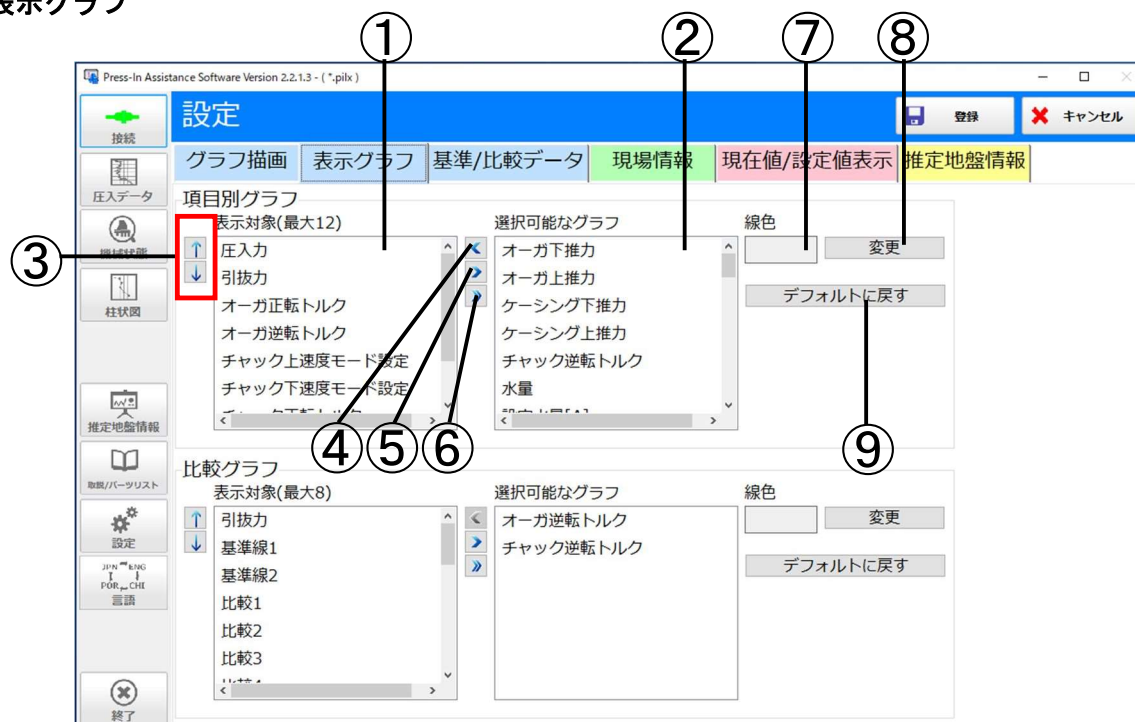 表示グラフ
① ② ⑦ ⑧
Press-In Assistance Software Version 2.2.1.3 - ( *.pilx )
接続
設定
登録
キャンセル
グラフ描画 表示グラフ 基準/比較データ 現場情報 現在値/設定値表示 推定地盤情報
圧入データ
機械状態
柱状図
推定地盤情報
取説/パーツリスト
設定
JPN ENG
POR CHI
言語
終了
項目別グラフ
表示対象(最大12)
③
圧入力
引抜力
オーガ正転トルク
オーガ逆転トルク
チャック上速度モード設定
チャック下速度モード設定
④⑤⑥
選択可能なグラフ
オーガ下推力
オーガ上推力
ケーシング下推力
ケーシング上推力
チャック逆転トルク
水量
線色
変更
デフォルトに戻す
⑨
比較グラフ
表示対象(最大8)
引抜力
基準線1
基準線2
比較1
比較2
比較3
選択可能なグラフ
オーガ逆転トルク
チャック逆転トルク
線色
変更
デフォルトに戻す